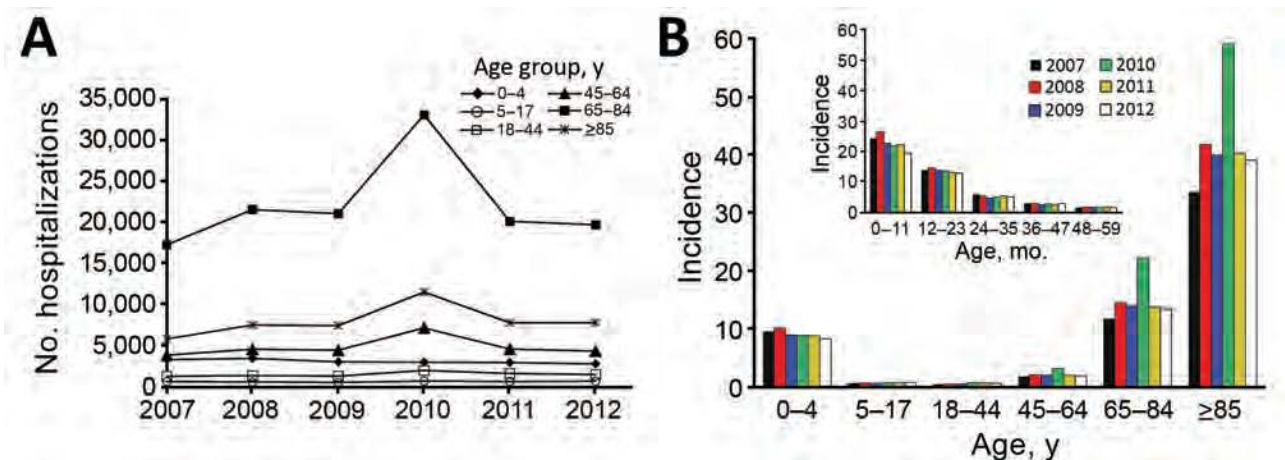 A
No. hospitalizations
35,000
30,000
25,000
20,000
15,000
10,000
5,000
0
2007 2008 2009 2010 2011 2012
Age group, y
0–4 45–64
5–17 65–84
18–44 ≥85
B
Incidence
60
50
40
30
20
10
0
0–4 5–17 18–44 45–64 65–84 ≥85
Age, y
Incidence
60
50
40
30
20
10
0
0–11 12–23 24–35 36–47 48–59
Age, mo.
2007 2010
2008 2011
2009 2012